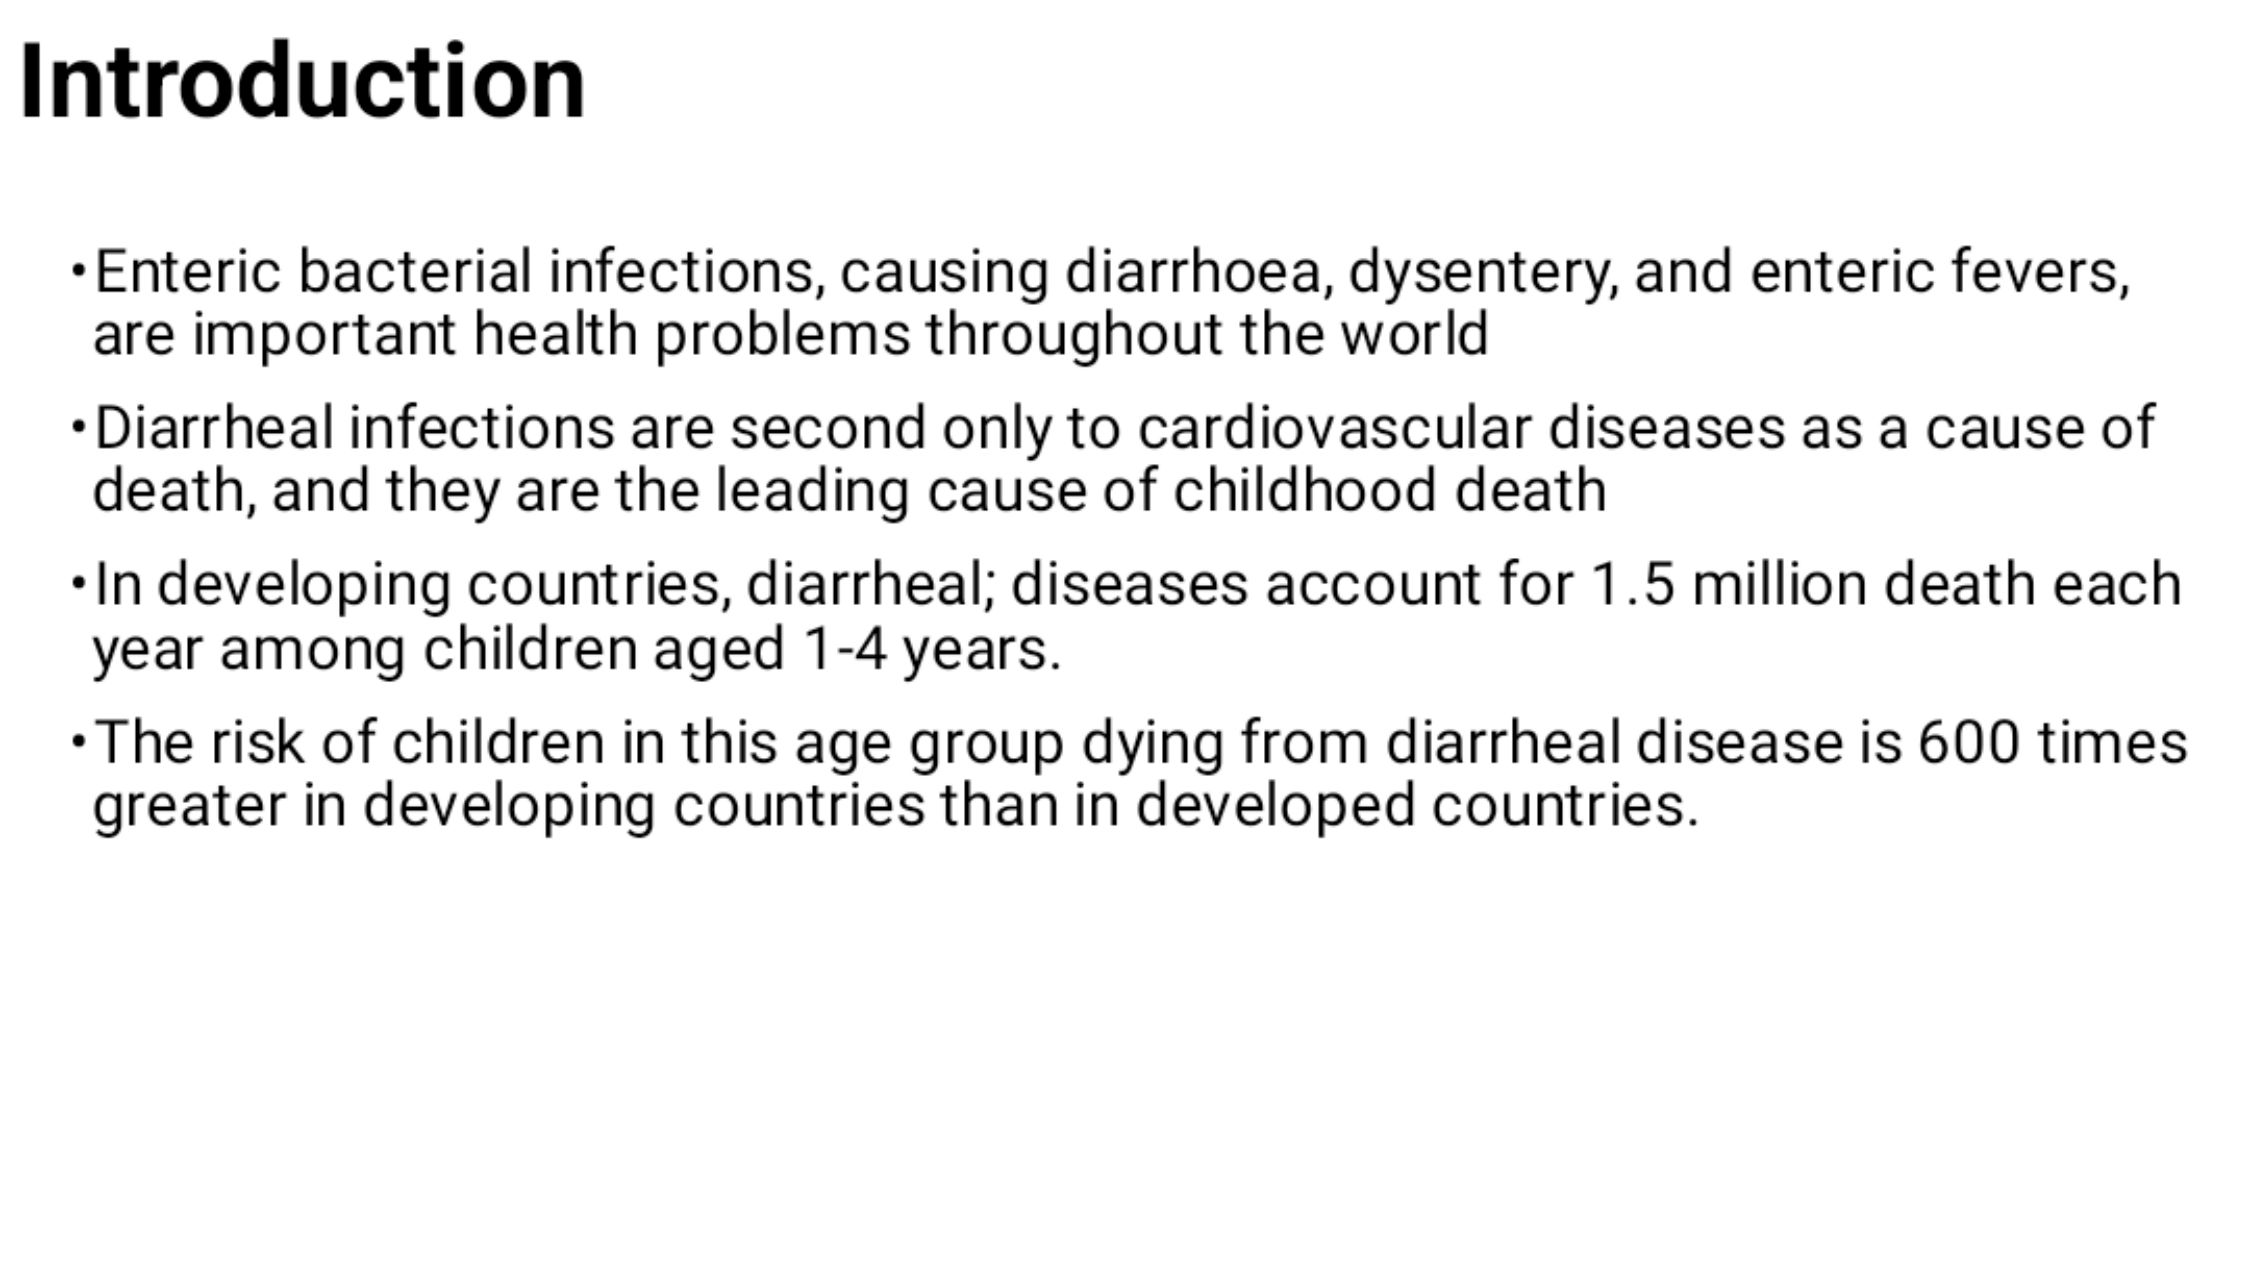 Introduction
•Enteric bacterial infections, causing diarrhoea, dysentery, and enteric fevers,
are important health problems throughout the world
•Diarrheal infections are second only to cardiovascular diseases as a cause of
death, and they are the leading cause of childhood death
•In developing countries, diarrheal; diseases account for 1.5 million death each
year among children aged 1-4 years.
•The risk of children in this age group dying from diarrheal disease is 600 times
greater in developing countries than in developed countries.